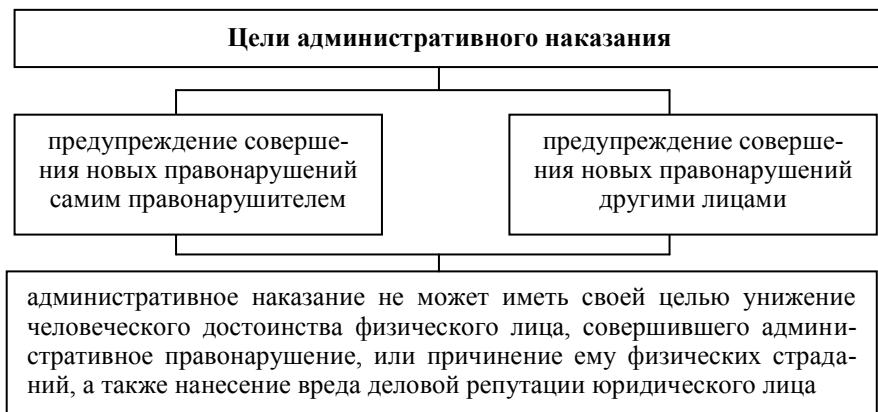 Цели административного наказания
предупреждение соверше-
ния новых правонарушений
самим правонарушителем
предупреждение соверше-
ния новых правонарушений
другими лицами
административное наказание не может иметь своей целью унижение
человеческого достоинства физического лица, совершившего админи-
стративное правонарушение, или причинение ему физических страда-
ний, а также нанесение вреда деловой репутации юридического лица